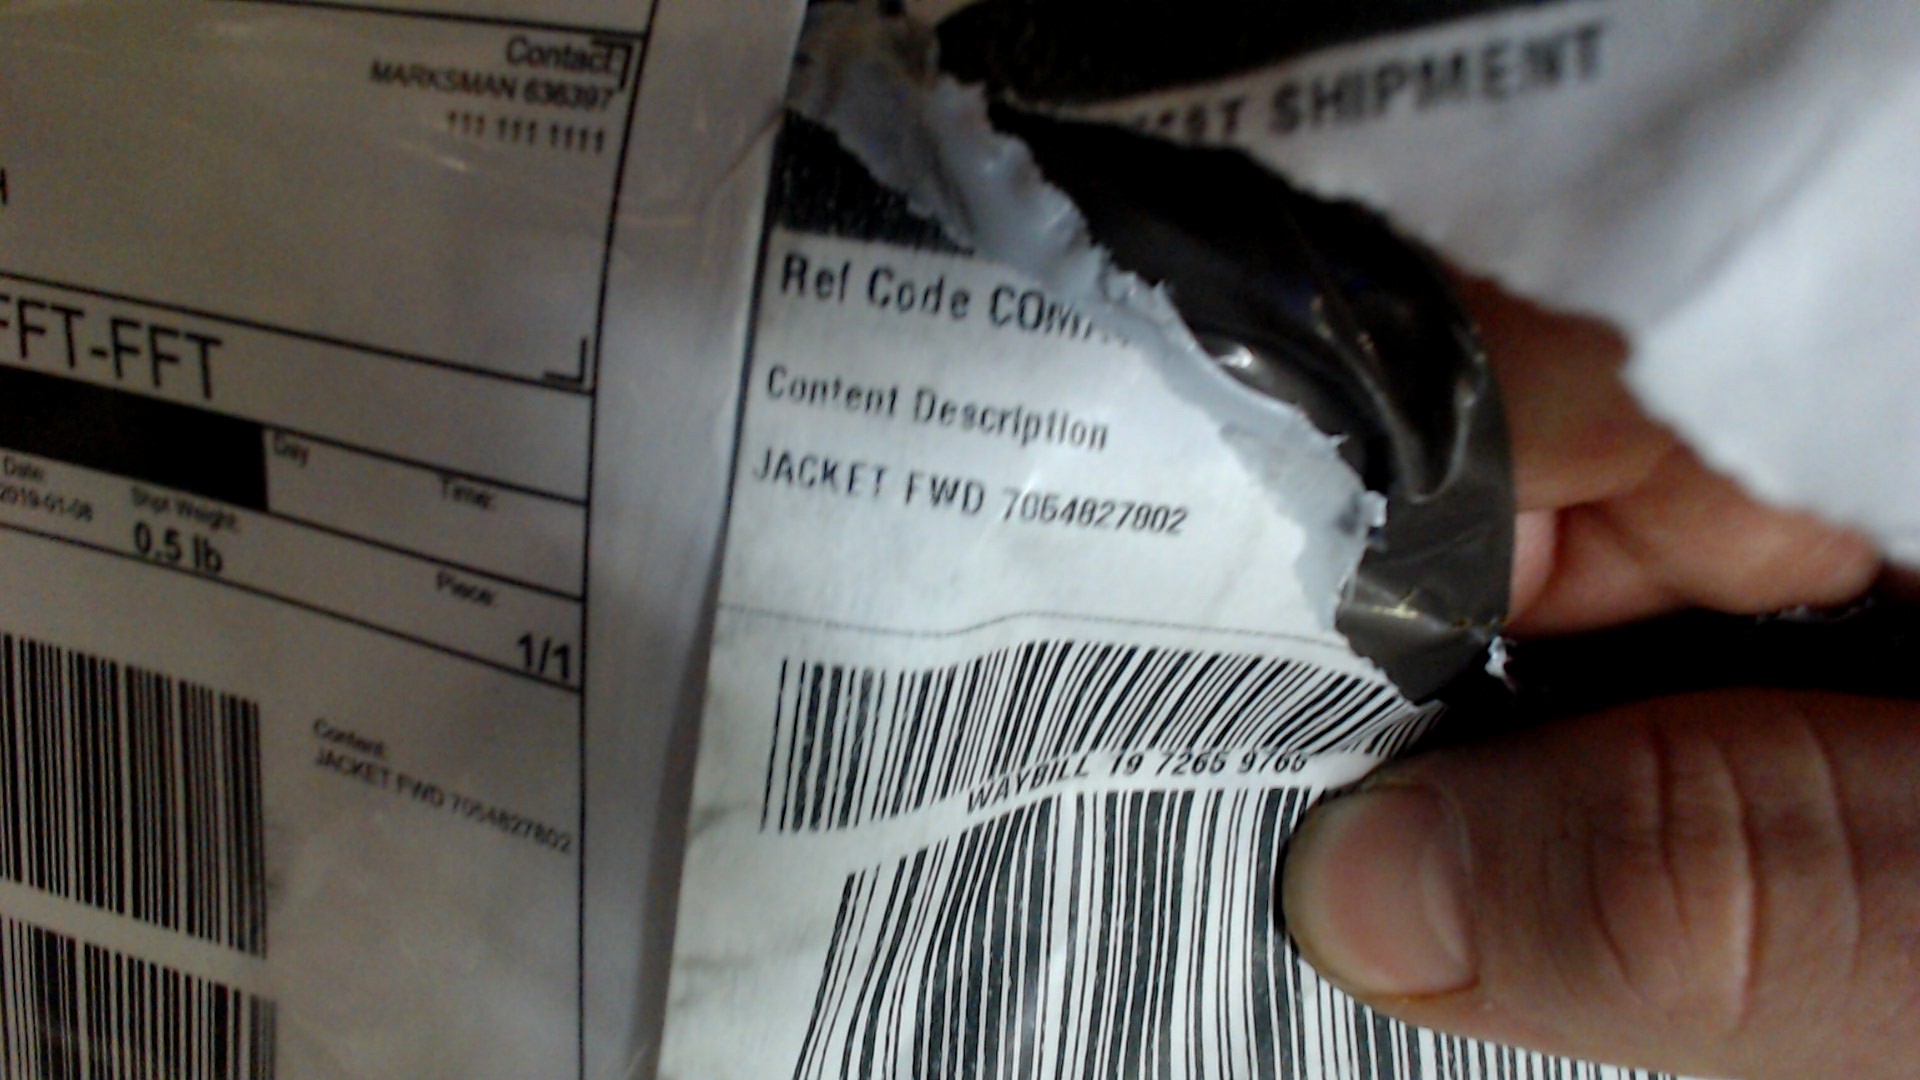 Contact:
MARKSMAN 636397
111 111 1111
FFT-FFT
Day
Time:
Date:
2019-01-08
Shpt Weight:
0.5 lb
Piece:
1/1
Content:
JACKET FWD 7054827802
SHIPMENT
Ref Code
Content Description
JACKET FWD 7054827802
WAYBILL 19 7265 9766